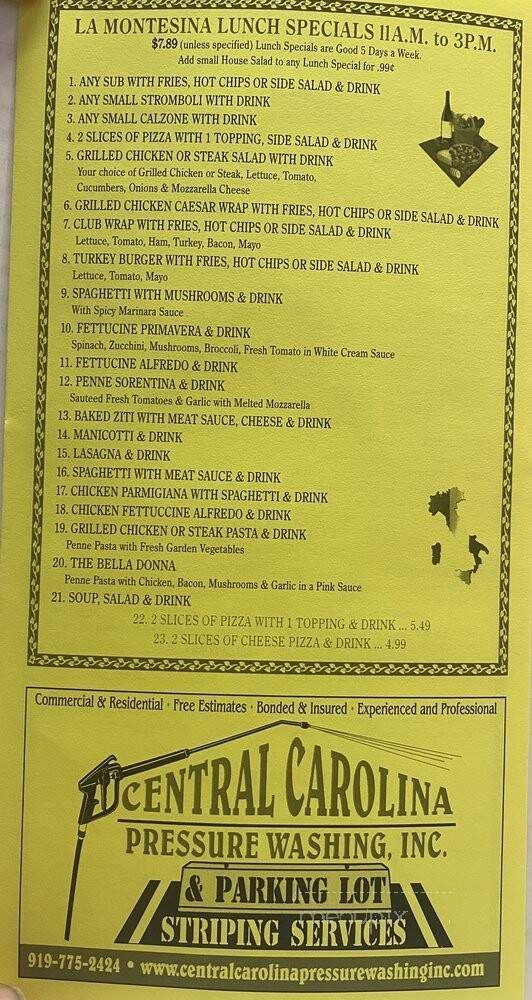 LA MONTESINA LUNCH SPECIALS 11A.M. to 3P.M.
$7.89 (unless specified) Lunch Specials are Good 5 Days a Week.
Add small House Salad to any Lunch Special for .99¢
1. ANY SUB WITH FRIES, HOT CHIPS OR SIDE SALAD & DRINK
2. ANY SMALL STROMBOLI WITH DRINK
3. ANY SMALL CALZONE WITH DRINK
4. 2 SLICES OF PIZZA WITH 1 TOPPING, SIDE SALAD & DRINK
5. GRILLED CHICKEN OR STEAK SALAD WITH DRINK
Your choice of Grilled Chicken or Steak, Lettuce, Tomato,
Cucumbers, Onions & Mozzarella Cheese
6. GRILLED CHICKEN CAESAR WRAP WITH FRIES, HOT CHIPS OR SIDE SALAD & DRINK
7. CLUB WRAP WITH FRIES, HOT CHIPS OR SIDE SALAD & DRINK
Lettuce, Tomato, Ham, Turkey, Bacon, Mayo
8. TURKEY BURGER WITH FRIES, HOT CHIPS OR SIDE SALAD & DRINK
Lettuce, Tomato, Mayo
9. SPAGHETTI WITH MUSHROOMS & DRINK
With Spicy Marinara Sauce
10. FETTUCINE PRIMAVERA & DRINK
Spinach, Zucchini, Mushrooms, Broccoli, Fresh Tomato in White Cream Sauce
11. FETTUCINE ALFREDO & DRINK
12. PENNE SORENTINA & DRINK
Sauteed Fresh Tomatoes & Garlic with Melted Mozzarella
13. BAKED ZITI WITH MEAT SAUCE, CHEESE & DRINK
14. MANICOTTI & DRINK
15. LASAGNA & DRINK
16. SPAGHETTI WITH MEAT SAUCE & DRINK
17. CHICKEN PARMIGIANA WITH SPAGHETTI & DRINK
18. CHICKEN FETTUCCINE ALFREDO & DRINK
19. GRILLED CHICKEN OR STEAK PASTA & DRINK
Penne Pasta with Fresh Garden Vegetables
20. THE BELLA DONNA
Penne Pasta with Chicken, Bacon, Mushrooms & Garlic in a Pink Sauce
21. SOUP, SALAD & DRINK
22. 2 SLICES OF PIZZA WITH 1 TOPPING & DRINK ... 5.49
23. 2 SLICES OF CHEESE PIZZA & DRINK ... 4.99
Commercial & Residential · Free Estimates · Bonded & Insured · Experienced and Professional
CENTRAL CAROLINA
PRESSURE WASHING, INC.
& PARKING LOT
menupix
STRIPING SERVICES
919-775-2424 • www.centralcarolinapressurewashinginc.com